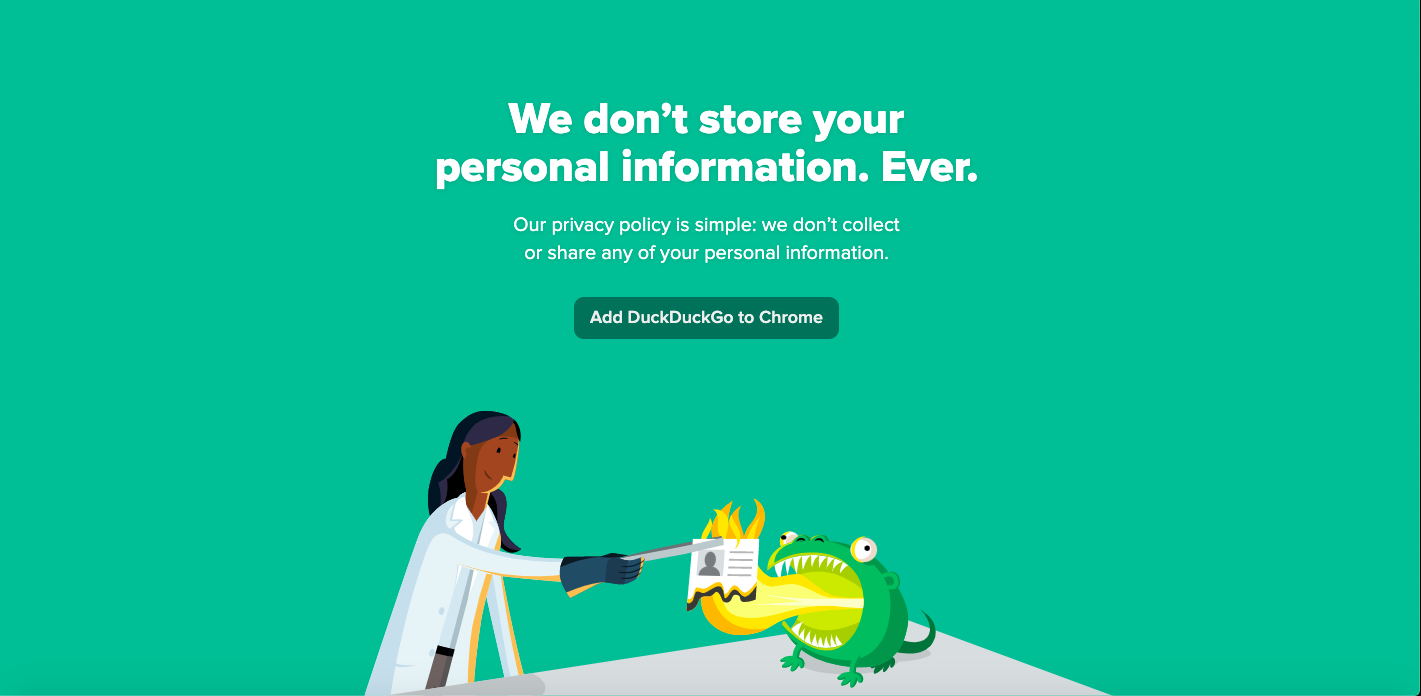 We don’t store your
personal information. Ever.
Our privacy policy is simple: we don’t collect
or share any of your personal information.
Add DuckDuckGo to Chrome